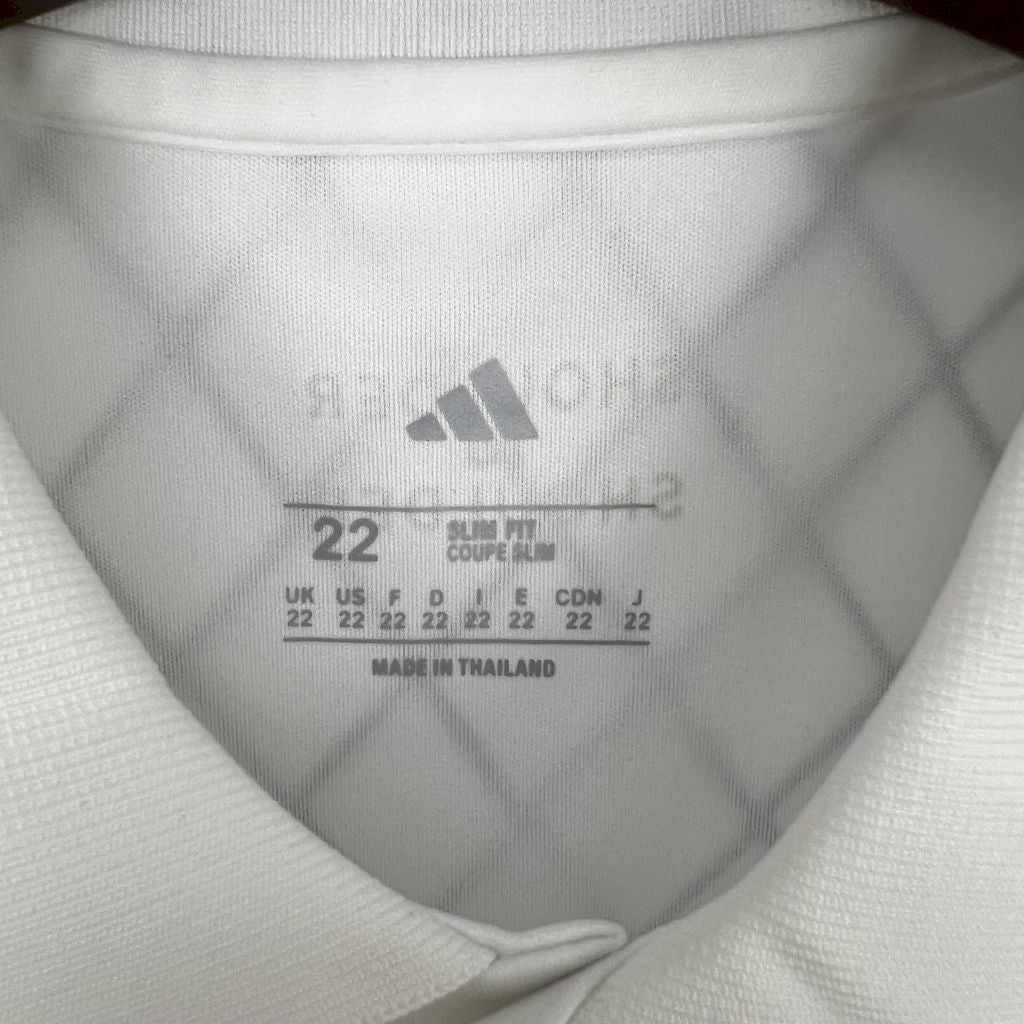 22
SLIM FIT
COUPE SLIM
UK US F D I E CDN J
22 22 22 22 22 22 22 22
MADE IN THAILAND